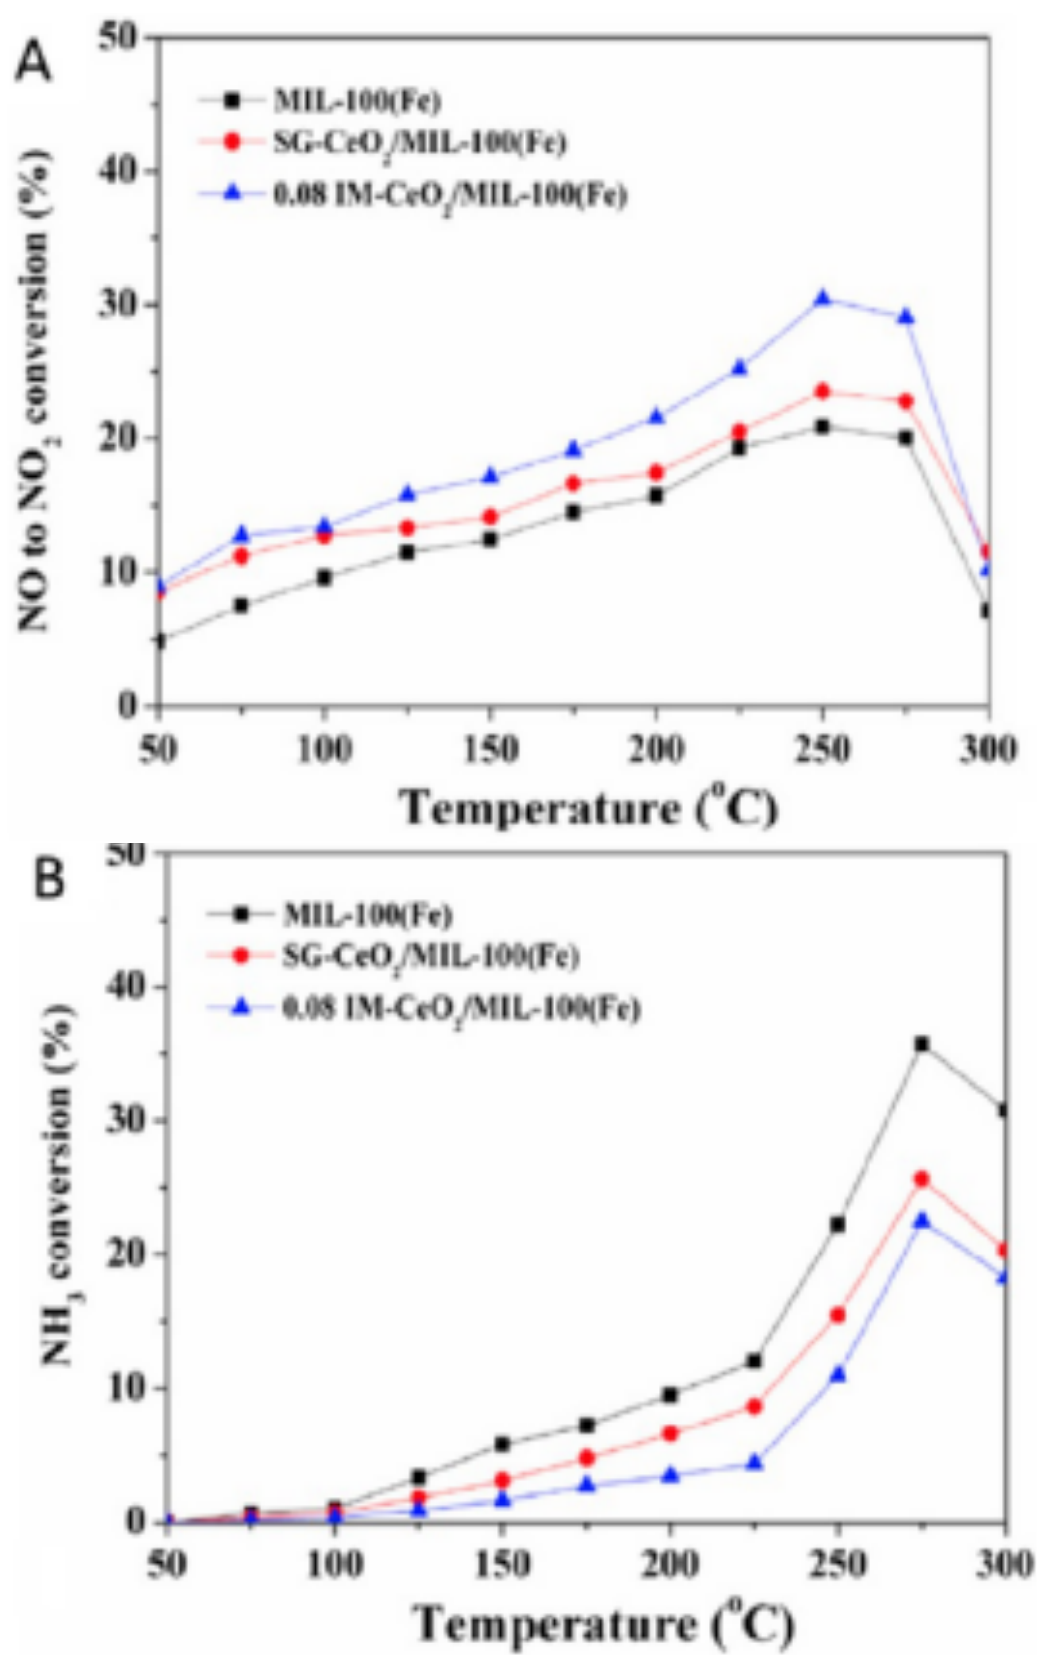 A
50
40
30
20
10
0
NO to NO2 conversion (%)
MIL-100(Fe)
SG-CeO2/MIL-100(Fe)
0.08 IM-CeO2/MIL-100(Fe)
50 100 150 200 250 300
Temperature (°C)
B
50
40
30
20
10
0
NH3 conversion (%)
MIL-100(Fe)
SG-CeO2/MIL-100(Fe)
0.08 IM-CeO2/MIL-100(Fe)
50 100 150 200 250 300
Temperature (°C)